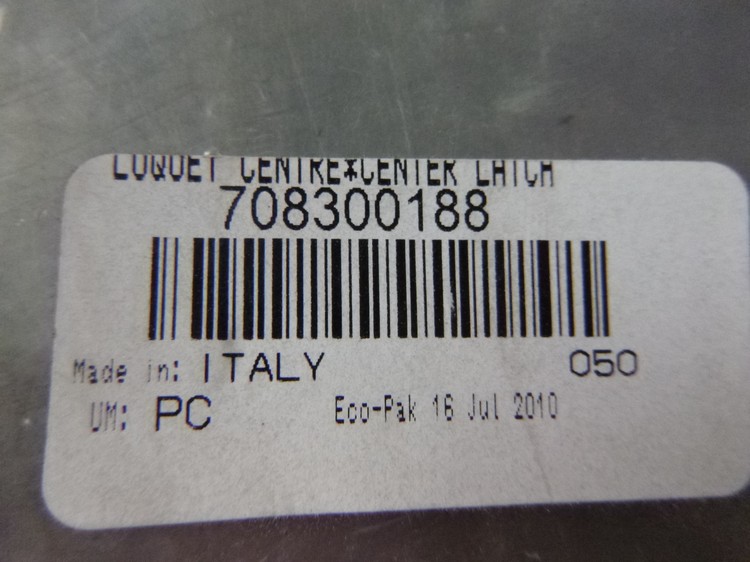 LOQUET CENTRE*CENTER LATCH
708300188
Made in: ITALY 050
UM: PC Eco-Pak 16 Jul 2010